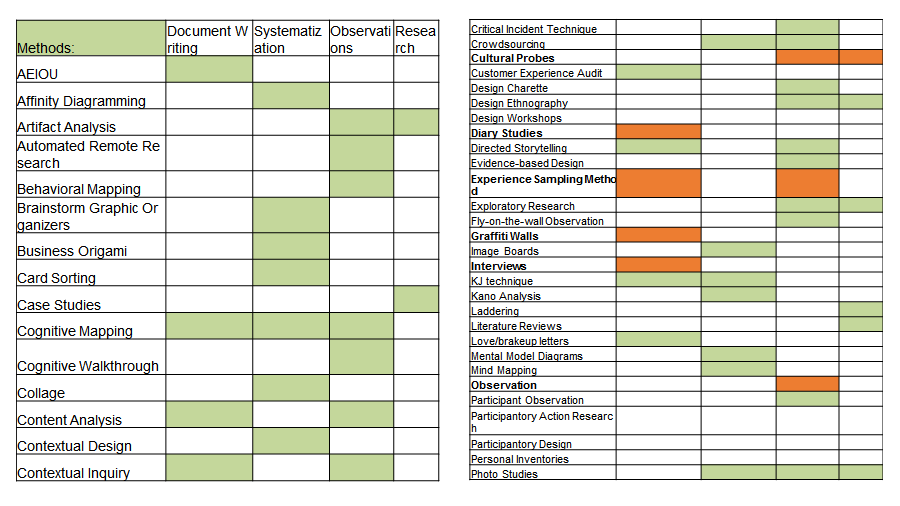 Methods:
Document W
riting
Systematiz
ation
Observati
ons
Resea
rch
AEIOU
Affinity Diagramming
Artifact Analysis
Automated Remote Re
search
Behavioral Mapping
Brainstorm Graphic Or
ganizers
Business Origami
Card Sorting
Case Studies
Cognitive Mapping
Cognitive Walkthrough
Collage
Content Analysis
Contextual Design
Contextual Inquiry
Critical Incident Technique
Crowdsourcing
Cultural Probes
Customer Experience Audit
Design Charette
Design Ethnography
Design Workshops
Diary Studies
Directed Storytelling
Evidence-based Design
Experience Sampling Metho
d
Exploratory Research
Fly-on-the-wall Observation
Graffiti Walls
Image Boards
Interviews
KJ technique
Kano Analysis
Laddering
Literature Reviews
Love/brakeup letters
Mental Model Diagrams
Mind Mapping
Observation
Participant Observation
Participantory Action Researc
h
Participantory Design
Personal Inventories
Photo Studies